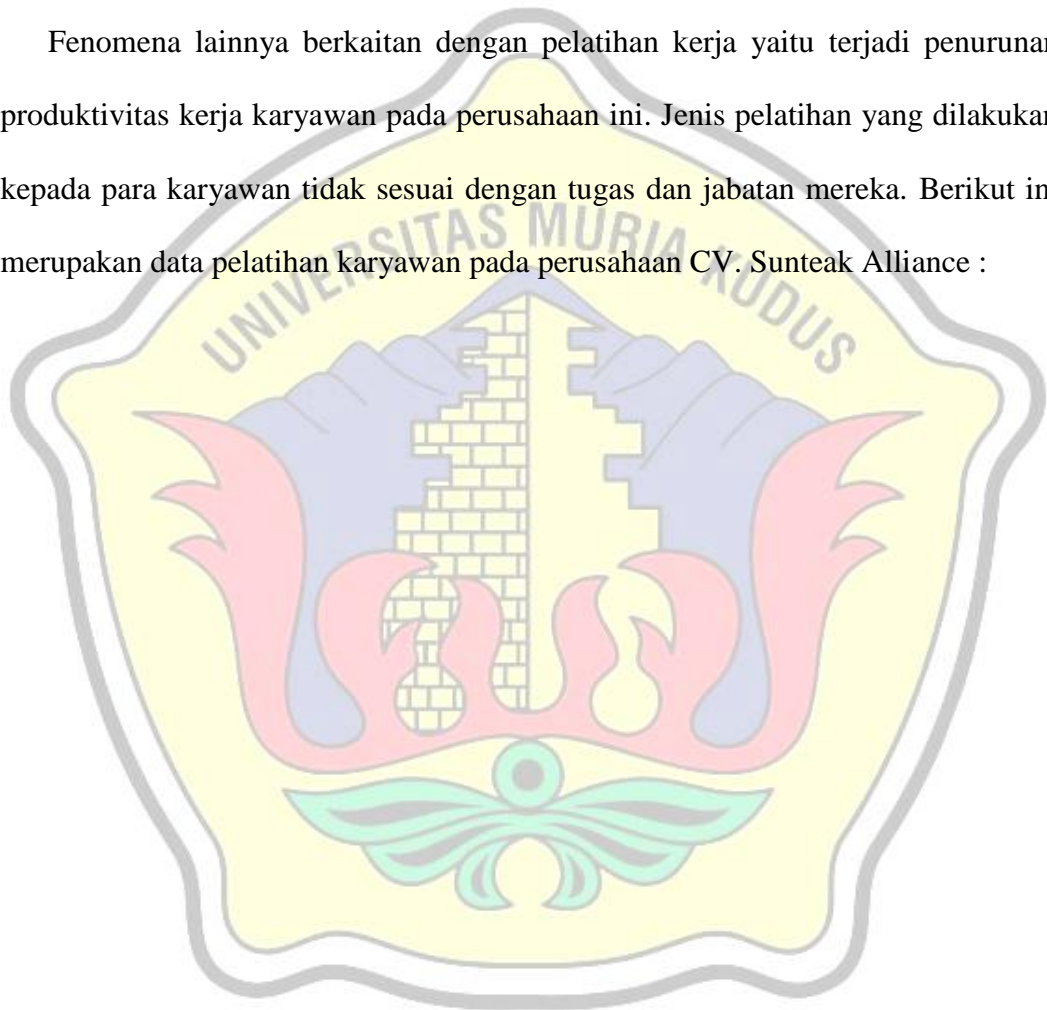 Fenomena lainnya berkaitan dengan pelatihan kerja yaitu terjadi penurunan
produktivitas kerja karyawan pada perusahaan ini. Jenis pelatihan yang dilakukan
kepada para karyawan tidak sesuai dengan tugas dan jabatan mereka. Berikut in
merupakan data pelatihan karyawan pada perusahaan CV. Sunteak Alliance :
UNIVERSITAS MURIA KUDUS